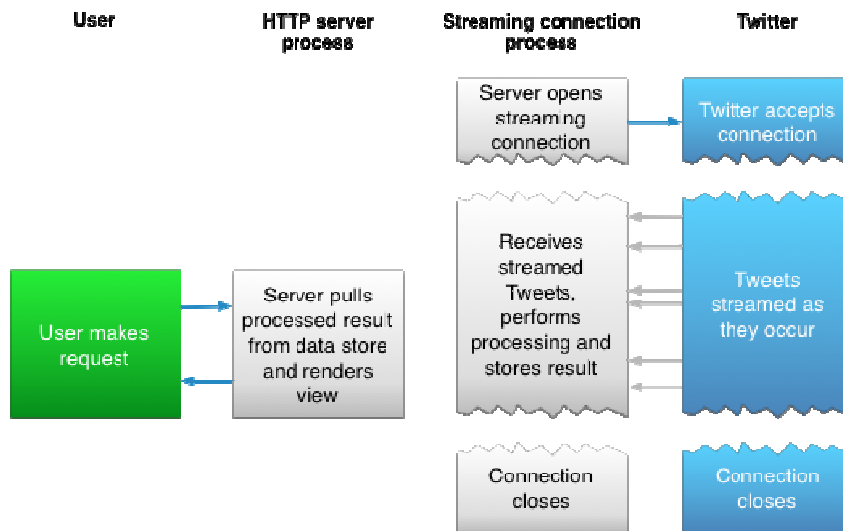 User
HTTP server
process
Streaming connection
process
Twitter
Server opens
streaming
connection
Twitter accepts
connection
User makes
request
Server pulls
processed result
from data store
and renders
view
Receives
streamed
Tweets,
performs
processing and
stores result
Tweets
streamed as
they occur
Connection
closes
Connection
closes